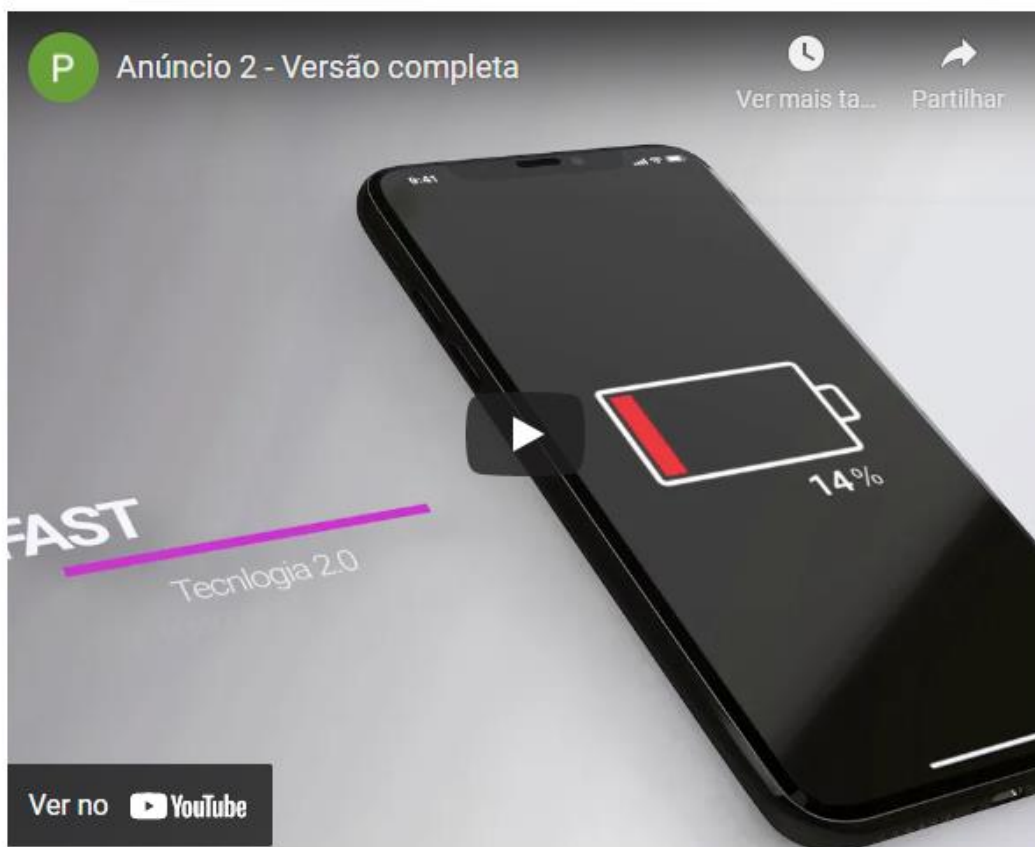 P
Anúncio 2 - Versão completa
Ver mais ta...
Partilhar
9:41
14%
FAST
Tecnlogia 2.0
Ver no YouTube